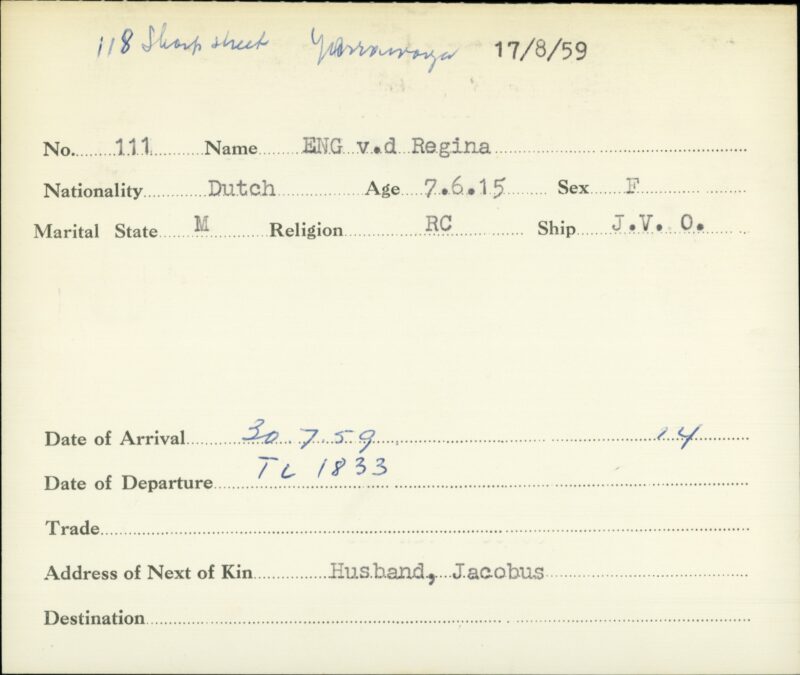 118 Sharp street Yarrawonga 17/8/59
No. 111 Name ENG v.d Regina
Nationality Dutch Age 7.6.15 Sex F
Marital State M Religion RC Ship J.V. O.
Date of Arrival 30.7.59. 14
Date of Departure TL 1833
Trade
Address of Next of Kin Husband, Jacobus
Destination